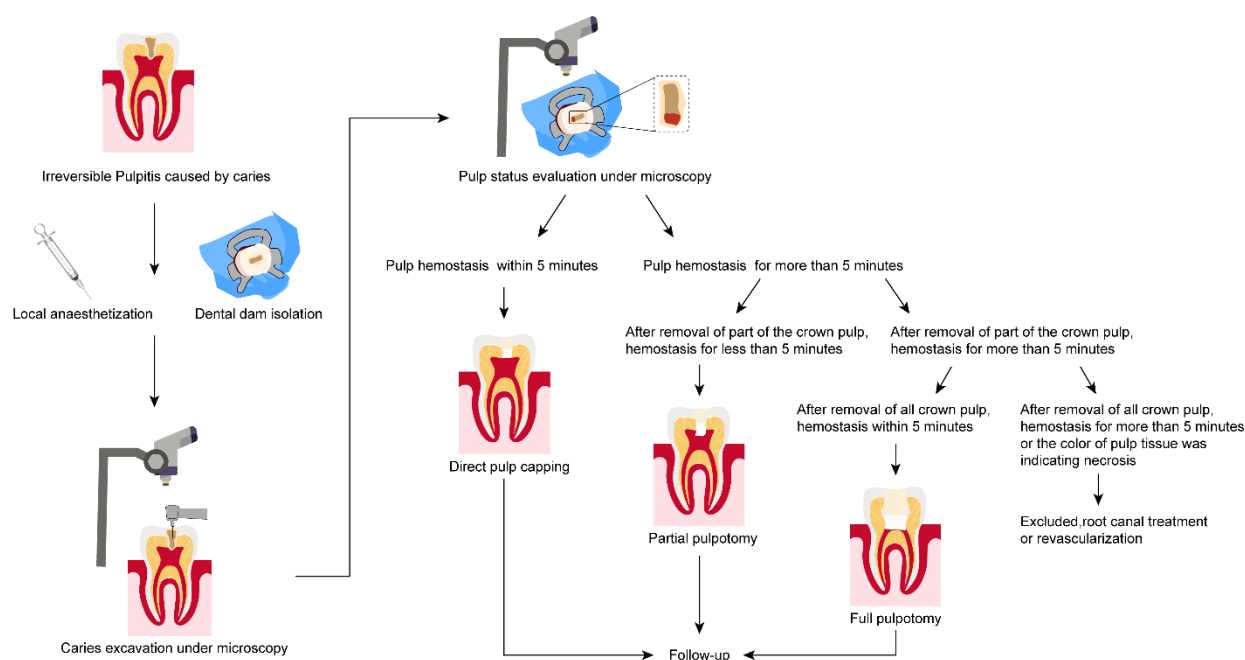 Irreversible Pulpitis caused by caries
Local anaesthetization
Dental dam isolation
Caries excavation under microscopy
Pulp status evaluation under microscopy
Pulp hemostasis within 5 minutes
Pulp hemostasis for more than 5 minutes
Direct pulp capping
After removal of part of the crown pulp,
hemostasis for less than 5 minutes
Partial pulpotomy
After removal of part of the crown pulp,
hemostasis for more than 5 minutes
After removal of all crown pulp,
hemostasis within 5 minutes
Full pulpotomy
After removal of all crown pulp,
hemostasis for more than 5 minutes
or the color of pulp tissue was
indicating necrosis
Excluded,root canal treatment
or revascularization
Follow-up